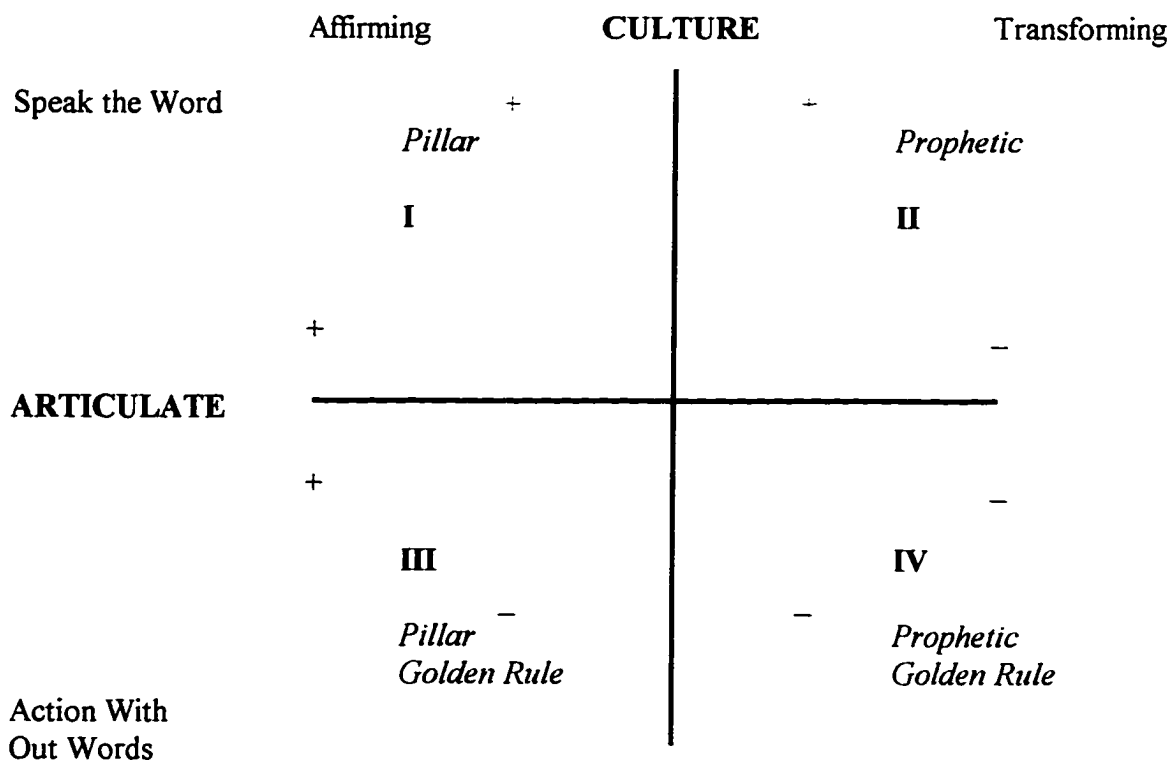 Affirming CULTURE Transforming
Speak the Word + +
Pillar Prophetic
I II
+ –
ARTICULATE
+ –
III IV
– –
Pillar Prophetic
Golden Rule Golden Rule
Action With
Out Words